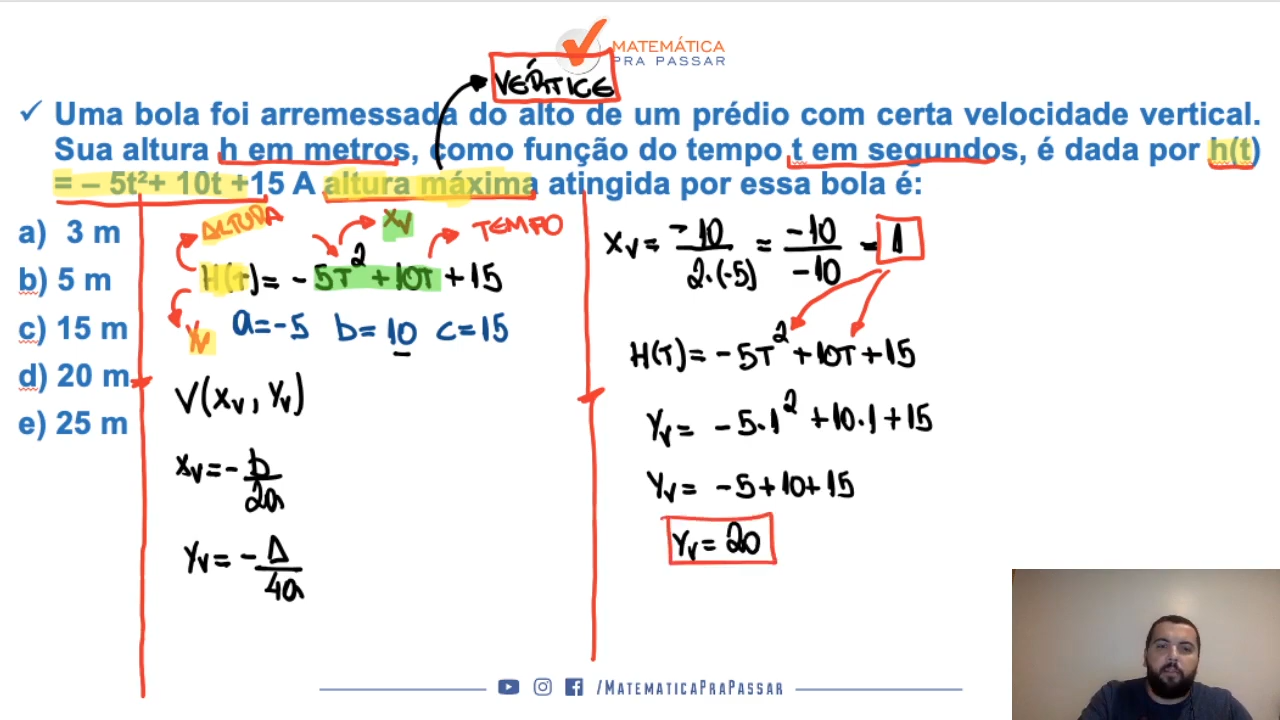 MATEMÁTICA
PRA PASSAR
VÉRTICE
✓ Uma bola foi arremessada do alto de um prédio com certa velocidade vertical.
Sua altura h em metros, como função do tempo t em segundos, é dada por h(t)
= – 5t²+ 10t +15 A altura máxima atingida por essa bola é:
a) 3 m
b) 5 m
c) 15 m
d) 20 m
e) 25 m
ALTURA
Xv
TEMPO
H(T) = - 5T² + 10T + 15
Yv
a=-5 b=10 c=15
V(Xv, Yv)
Xv = - b/2a
Yv = - Δ/4a
Xv = -10/2.(-5) = -10/-10 = 1
H(T) = - 5T² + 10T + 15
Yv = - 5.1² + 10.1 + 15
Yv = - 5 + 10 + 15
Yv = 20
/MatematicaPraPassar